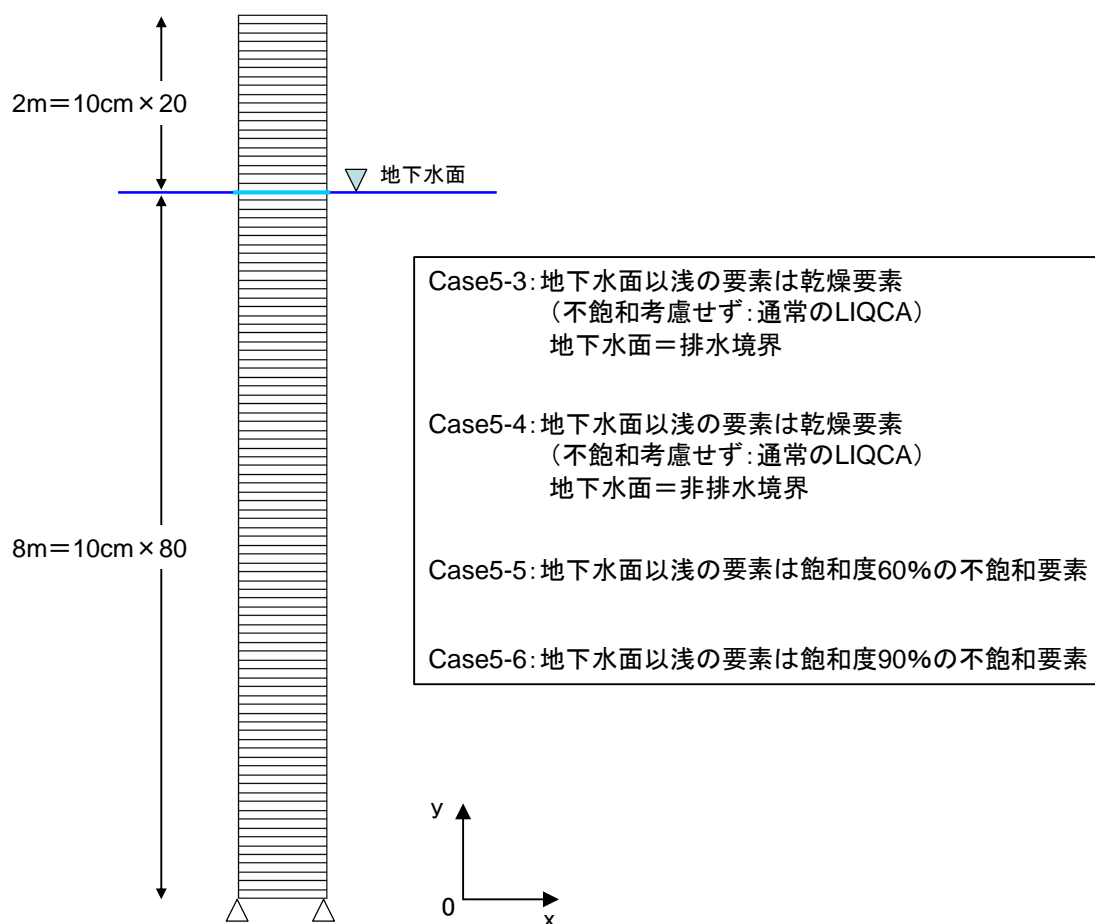 2m＝10cm×20
地下水面
Case5-3：地下水面以浅の要素は乾燥要素
（不飽和考慮せず：通常のLIQCA）
地下水面＝排水境界
Case5-4：地下水面以浅の要素は乾燥要素
（不飽和考慮せず：通常のLIQCA）
地下水面＝非排水境界
8m＝10cm×80
Case5-5：地下水面以浅の要素は飽和度60%の不飽和要素
Case5-6：地下水面以浅の要素は飽和度90%の不飽和要素
y
0
x